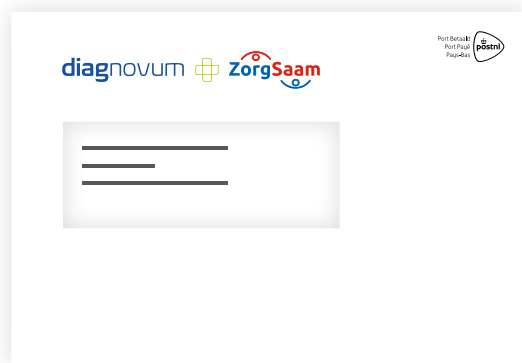 Port Betaald
Port Payé
Pays-Bas
postnl
diagnovum
ZorgSaam